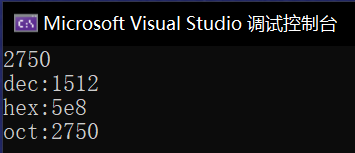 Microsoft Visual Studio 调试控制台
2750
dec:1512
hex:5e8
oct:2750